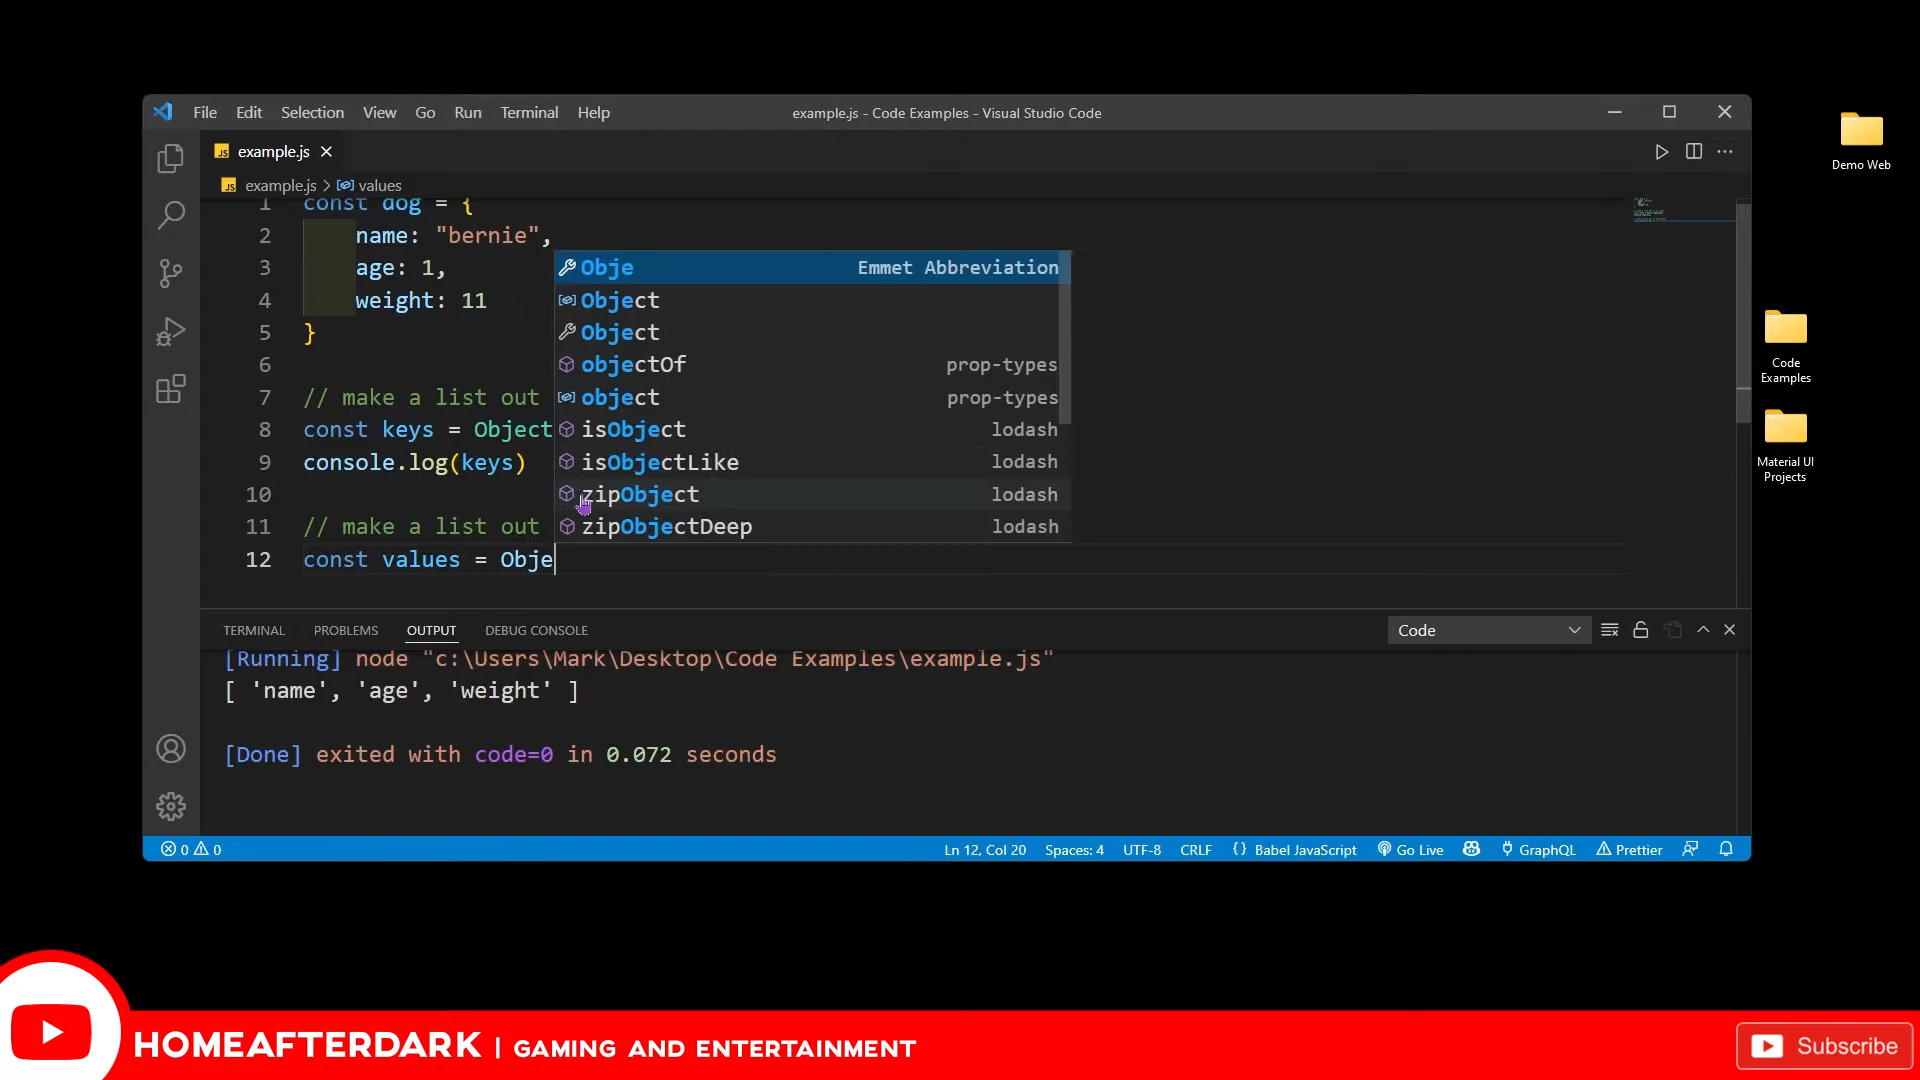 File Edit Selection View Go Run Terminal Help example.js - Code Examples - Visual Studio Code
JS example.js
JS example.js > values
1 const dog = {
2 name: "bernie",
3 age: 1,
4 weight: 11
5 }
6
7 // make a list out
8 const keys = Object
9 console.log(keys)
10
11 // make a list out
12 const values = Obje
Obje Emmet Abbreviation
Object
Object
objectOf prop-types
object prop-types
isObject lodash
isObjectLike lodash
zipObject lodash
zipObjectDeep lodash
TERMINAL PROBLEMS OUTPUT DEBUG CONSOLE Code
[Running] node "c:\Users\Mark\Desktop\Code Examples\example.js"
[ 'name', 'age', 'weight' ]
[Done] exited with code=0 in 0.072 seconds
0 0 Ln 12, Col 20 Spaces: 4 UTF-8 CRLF {} Babel JavaScript Go Live GraphQL Prettier
Demo Web
Code
Examples
Material UI
Projects
HOMEAFTERDARK | GAMING AND ENTERTAINMENT
Subscribe